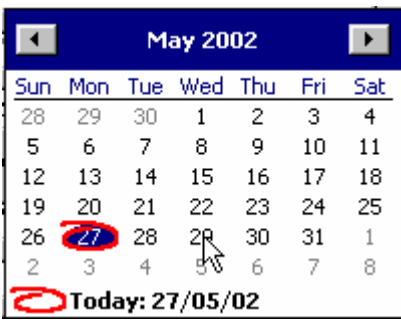 May 2002
Sun Mon Tue Wed Thu Fri Sat
28 29 30 1 2 3 4
5 6 7 8 9 10 11
12 13 14 15 16 17 18
19 20 21 22 23 24 25
26 27 28 29 30 31 1
2 3 4 5 6 7 8
Today: 27/05/02